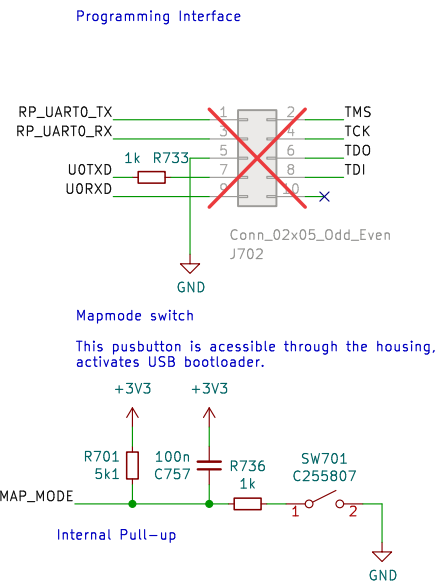 Programming Interface
RP_UART0_TX 1 2 TMS
RP_UART0_RX 3 4 TCK
1k R733 5 6 TDO
U0TXD 7 8 TDI
U0RXD 9 10
Conn_02x05_Odd_Even
J702
GND
Mapmode switch
This pusbutton is acessible through the housing,
activates USB bootloader.
+3V3 +3V3
R701 5k1
100n C757
R736 1k
SW701
C255807
MAP_MODE
1 2
Internal Pull-up
GND